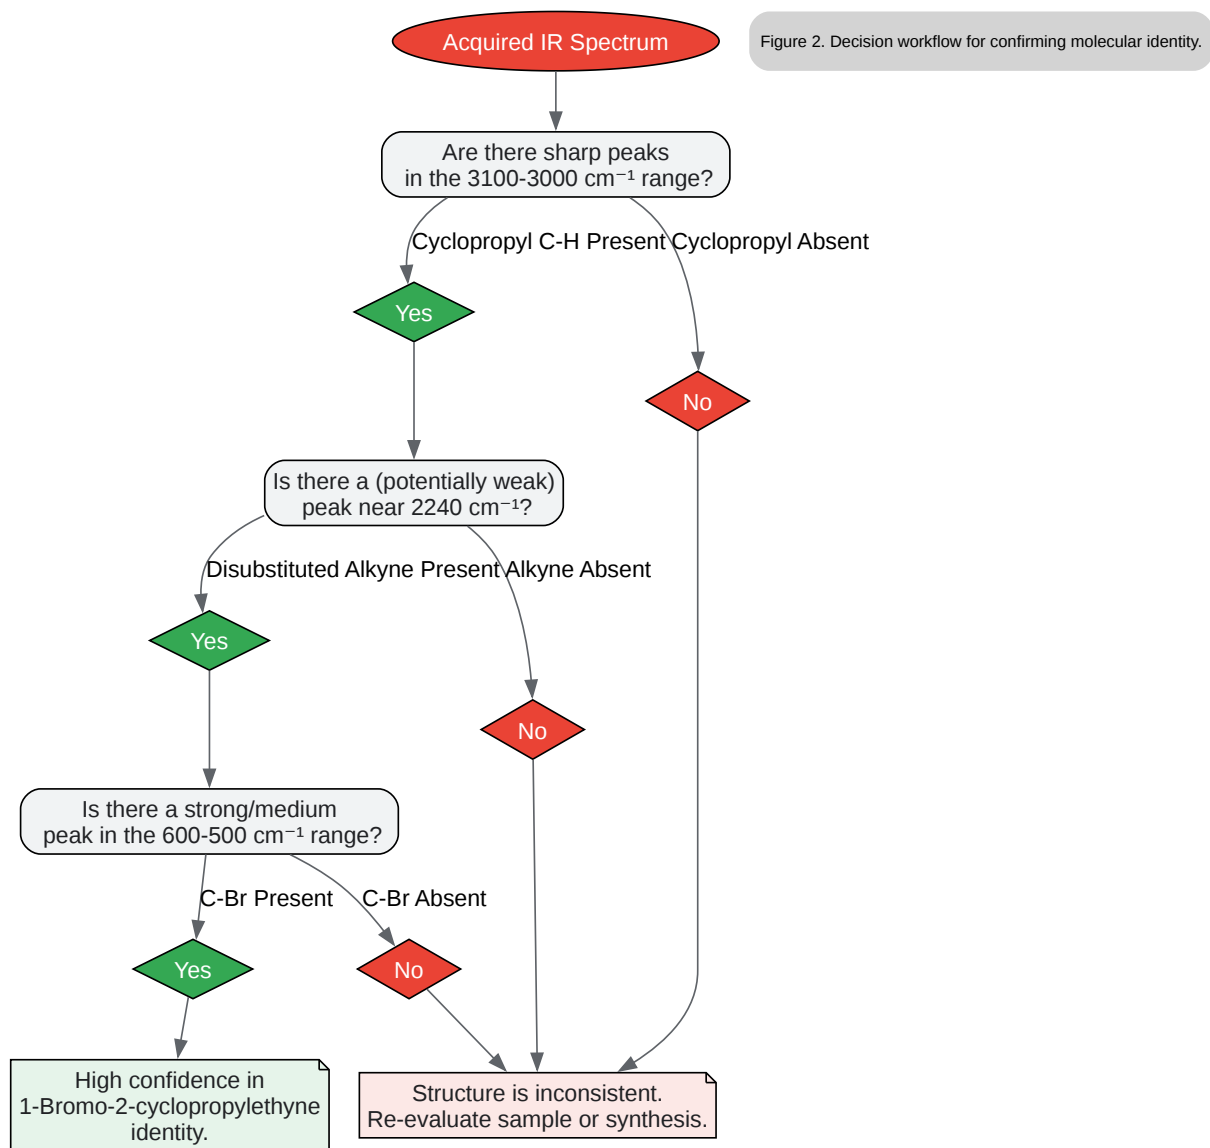 Acquired IR Spectrum
Figure 2. Decision workflow for confirming molecular identity.
Are there sharp peaks
in the 3100-3000 cm⁻¹ range?
Cyclopropyl C-H Present
Cyclopropyl Absent
Yes
No
Is there a (potentially weak)
peak near 2240 cm⁻¹?
Disubstituted Alkyne Present
Alkyne Absent
Yes
No
Is there a strong/medium
peak in the 600-500 cm⁻¹ range?
C-Br Present
C-Br Absent
Yes
No
High confidence in
1-Bromo-2-cyclopropylethyne
identity.
Structure is inconsistent.
Re-evaluate sample or synthesis.